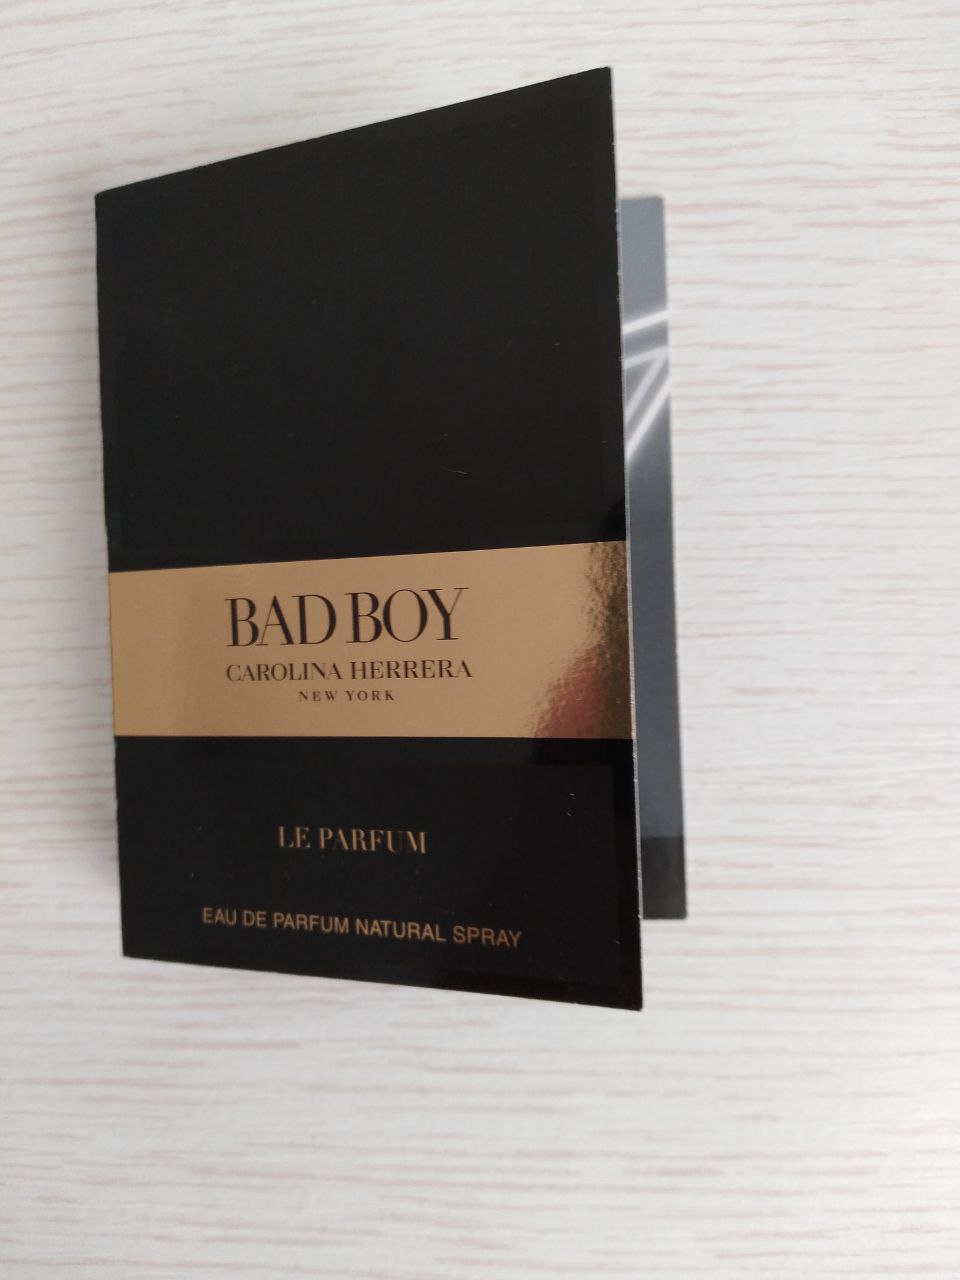 BAD BOY
CAROLINA HERRERA
NEW YORK
LE PARFUM
EAU DE PARFUM NATURAL SPRAY